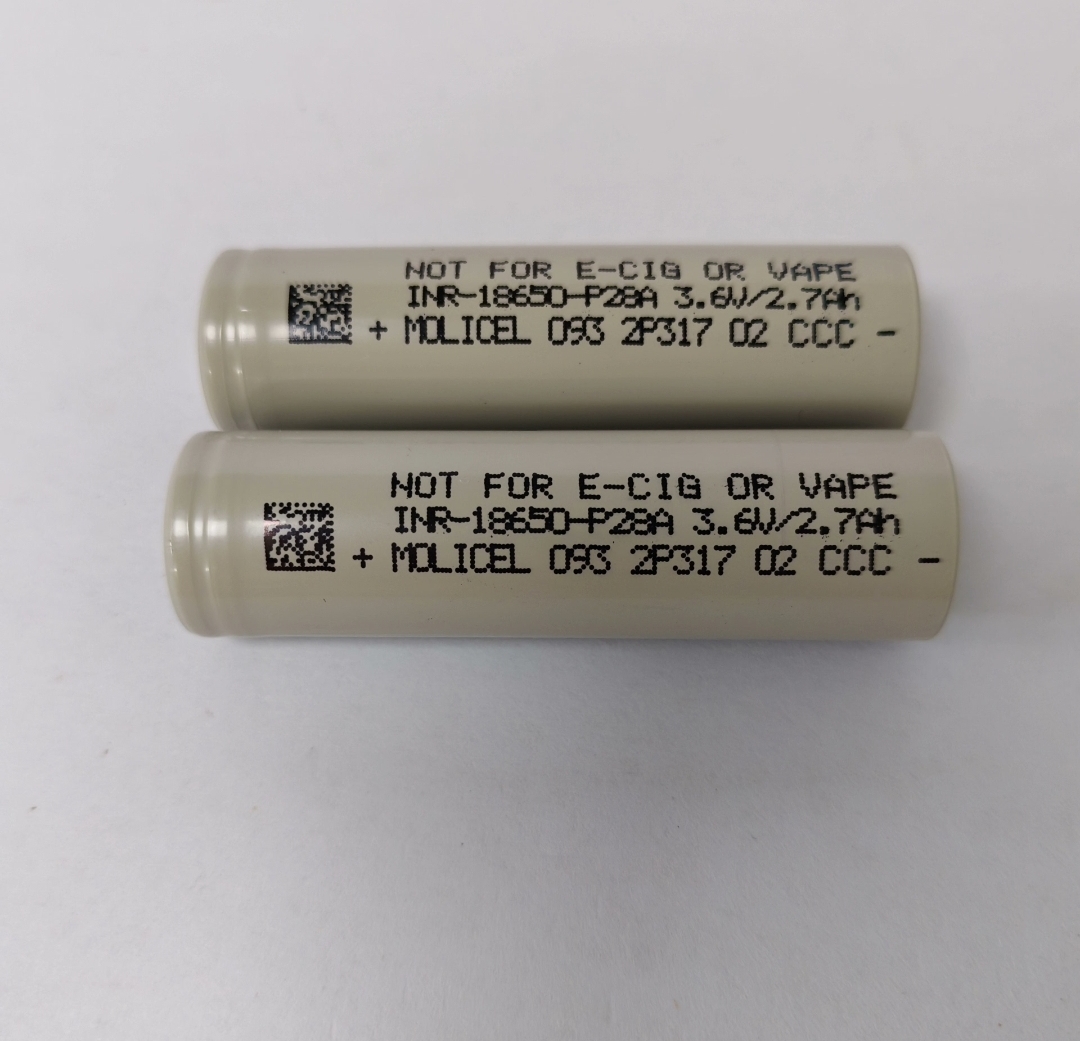 NOT FOR E-CIG OR VAPE
INR-18650-P28A 3.6V/2.7Ah
+ MOLICEL 093 2P317 02 CCC -
NOT FOR E-CIG OR VAPE
INR-18650-P28A 3.6V/2.7Ah
+ MOLICEL 093 2P317 02 CCC -